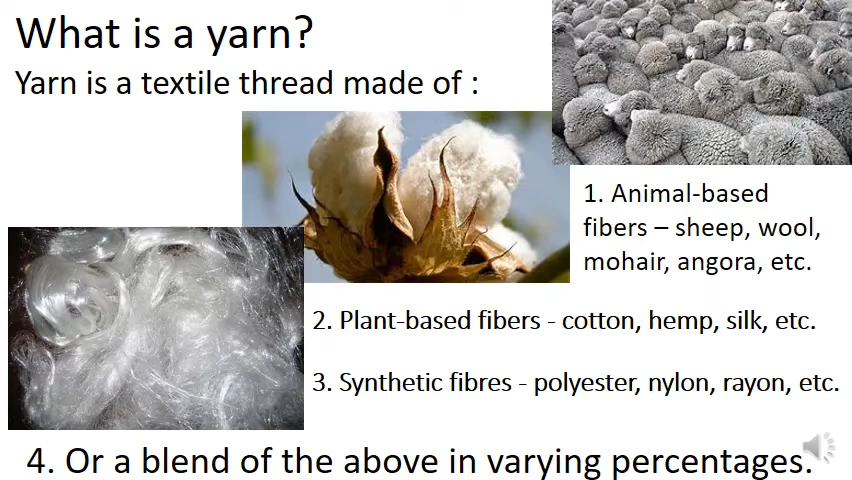 What is a yarn?
Yarn is a textile thread made of :
1. Animal-based
fibers – sheep, wool,
mohair, angora, etc.
2. Plant-based fibers - cotton, hemp, silk, etc.
3. Synthetic fibres - polyester, nylon, rayon, etc.
4. Or a blend of the above in varying percentages.